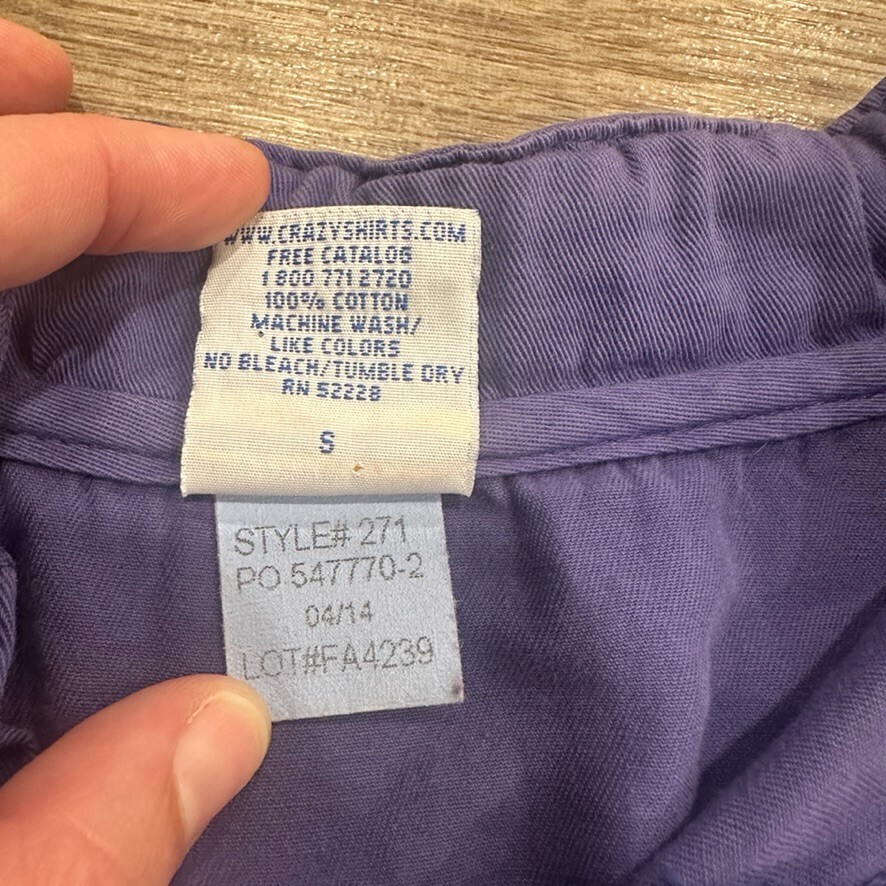 WWW.CRAZYSHIRTS.COM
FREE CATALOG
1 800 771 2720
100% COTTON
MACHINE WASH/
LIKE COLORS
NO BLEACH/TUMBLE DRY
RN 52228
S
STYLE# 271
PO 547770-2
04/14
LOT#FA4239